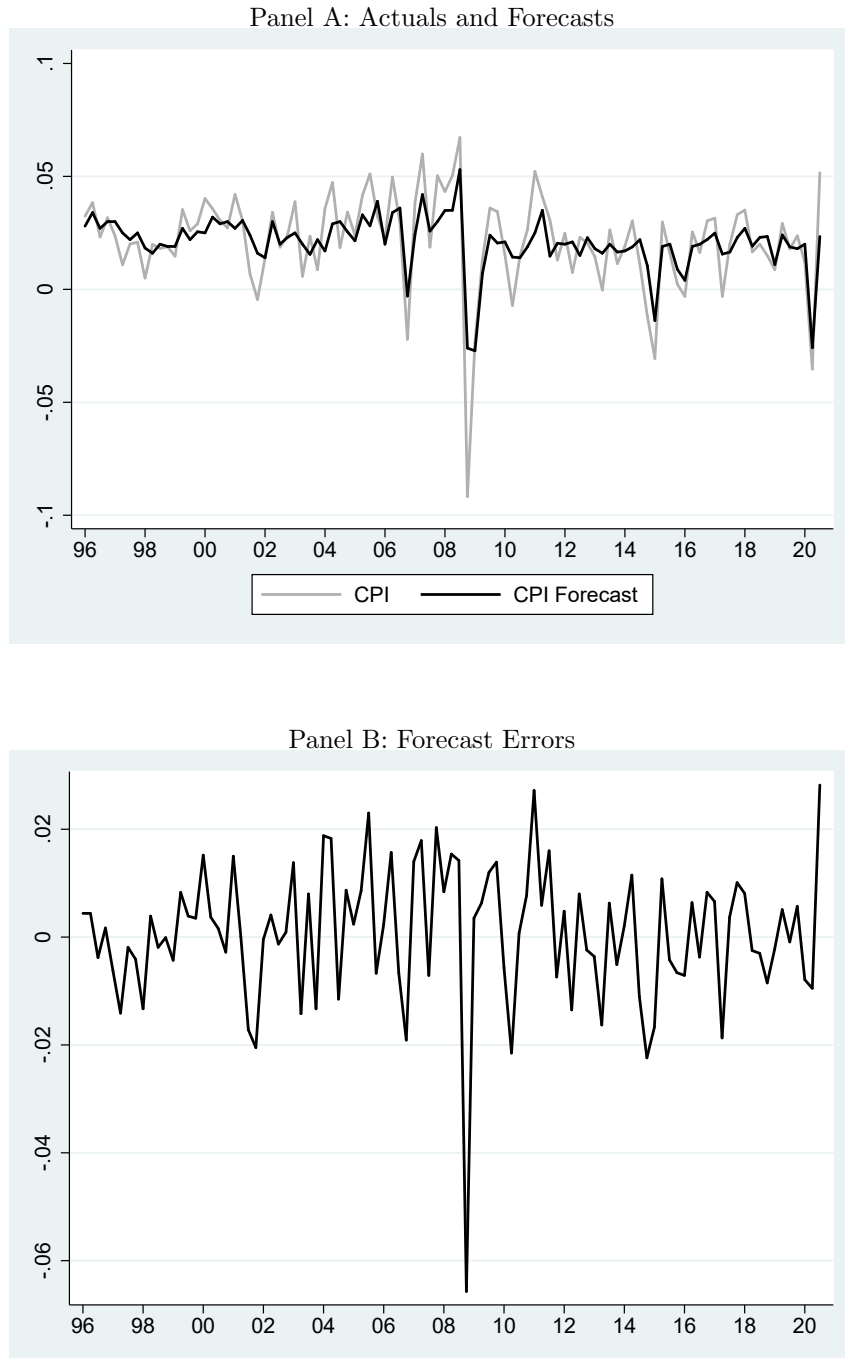 Panel A: Actuals and Forecasts
.1
.05
0
-.05
-.1
96 98 00 02 04 06 08 10 12 14 16 18 20
CPI CPI Forecast
Panel B: Forecast Errors
.02
0
-.02
-.04
-.06
96 98 00 02 04 06 08 10 12 14 16 18 20